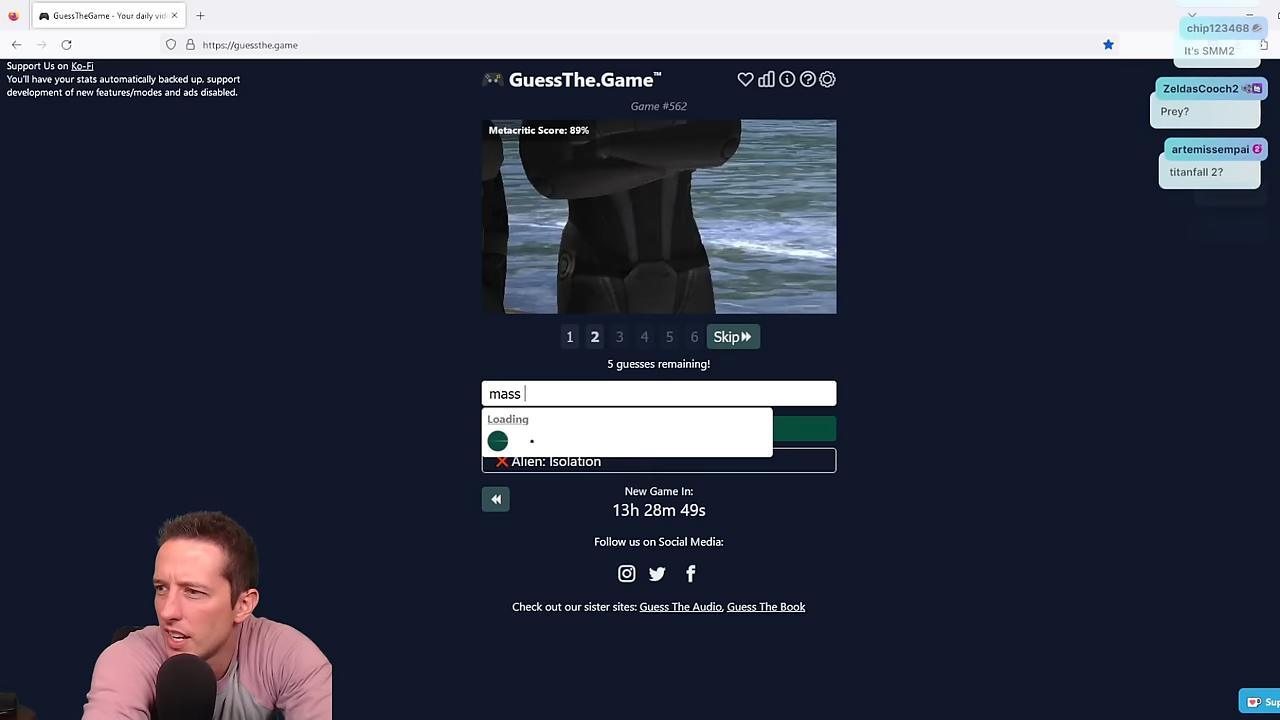 GuessTheGame - Your daily vid
https://guessthe.game
chip123468
It's SMM2
Support Us on Ko-Fi
You'll have your stats automatically backed up, support
development of new features/modes and ads disabled.
GuessThe.Game™
ZeldasCooch2
Prey?
Game #562
Metacritic Score: 89%
artemissempai
titanfall 2?
1 2 3 4 5 6 Skip
5 guesses remaining!
mass
Loading
Alien: Isolation
New Game In:
13h 28m 49s
Follow us on Social Media:
Check out our sister sites: Guess The Audio, Guess The Book
Sup